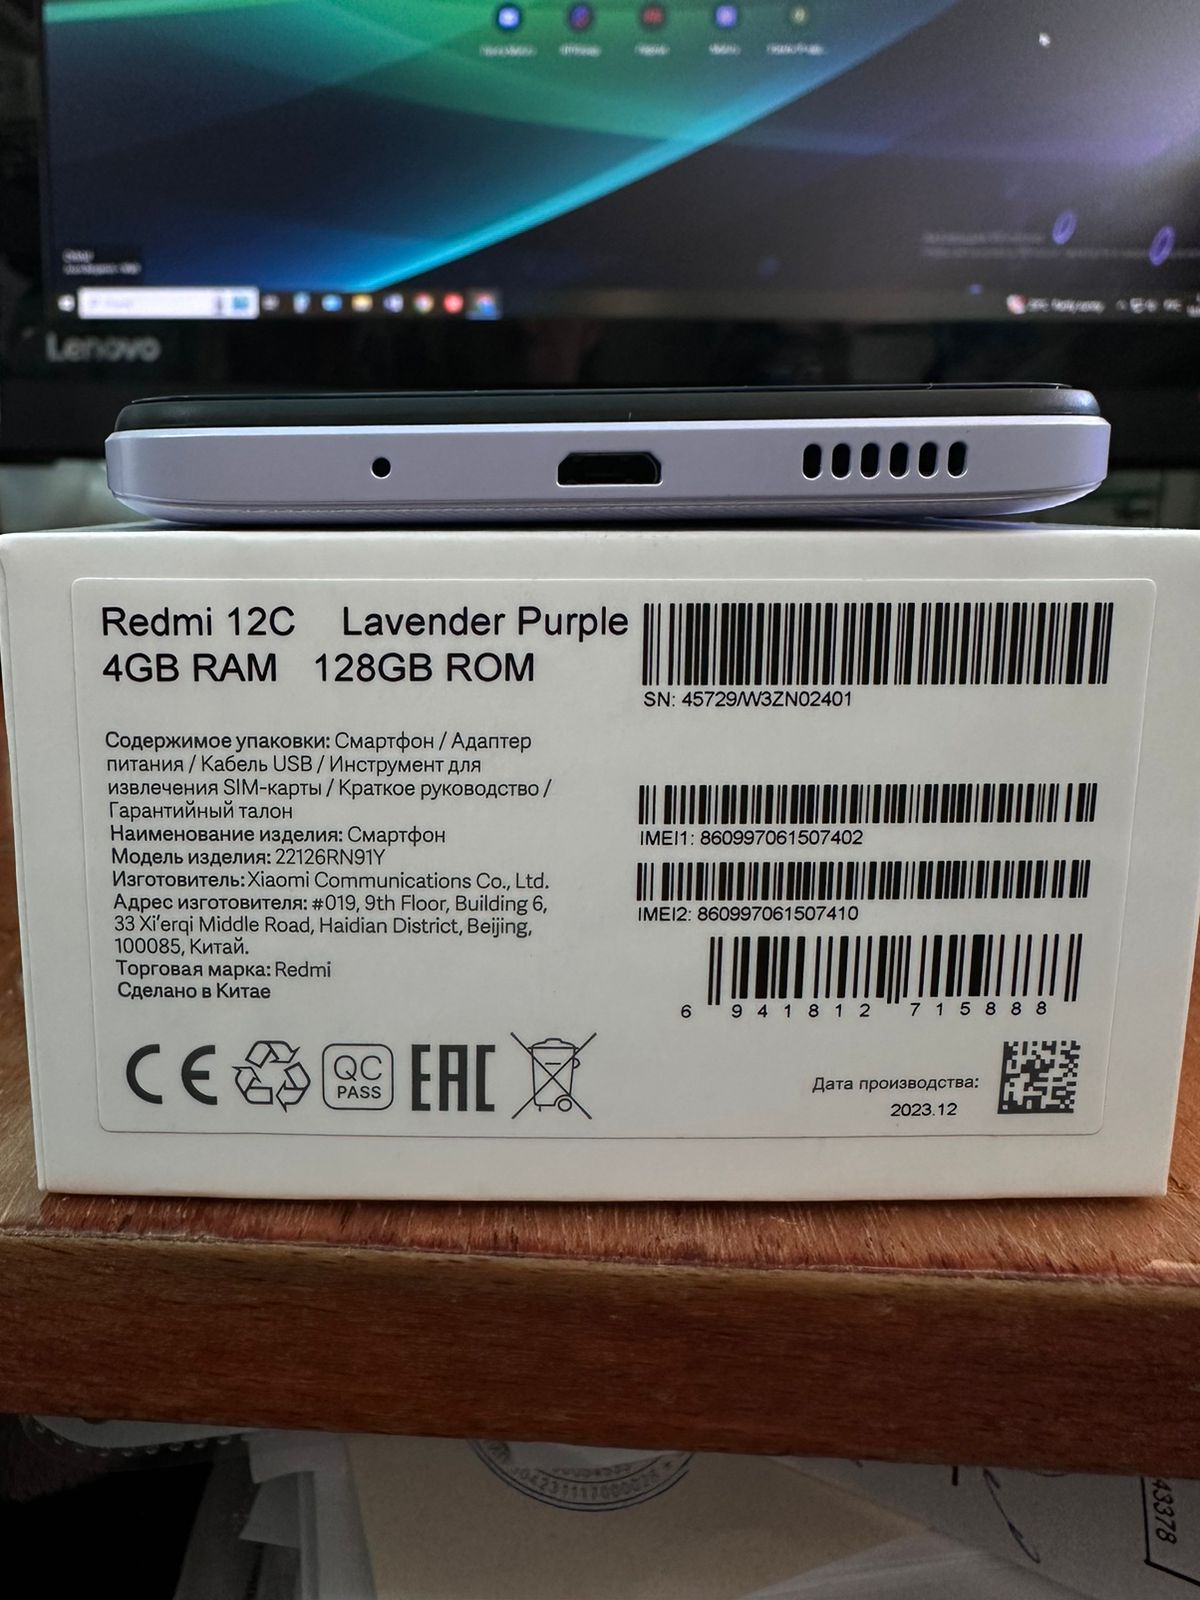 Lenovo
Redmi 12C Lavender Purple
4GB RAM 128GB ROM
SN: 45729/W3ZN02401
Содержимое упаковки: Смартфон / Адаптер
питания / Кабель USB / Инструмент для
извлечения SIM-карты / Краткое руководство /
Гарантийный талон
Наименование изделия: Смартфон
Модель изделия: 22126RN91Y
Изготовитель: Xiaomi Communications Co., Ltd.
Адрес изготовителя: #019, 9th Floor, Building 6,
33 Xi'erqi Middle Road, Haidian District, Beijing,
100085, Китай.
Торговая марка: Redmi
Сделано в Китае
IMEI1: 860997061507402
IMEI2: 860997061507410
6 941812 715888
CE
QC
PASS
EAC
Дата производства:
2023.12
43378